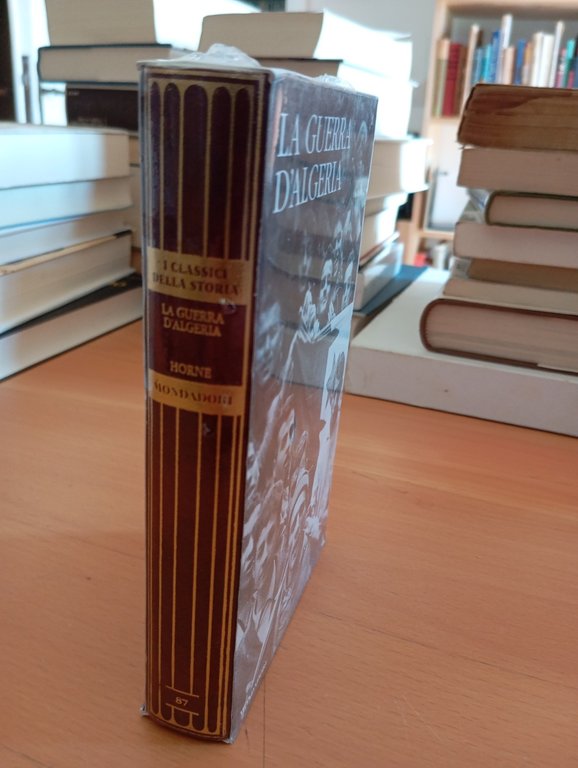 I CLASSICI
DELLA STORIA
LA GUERRA
D'ALGERIA
HORNE
MONDADORI
87
LA GUERRA
D'ALGERIA